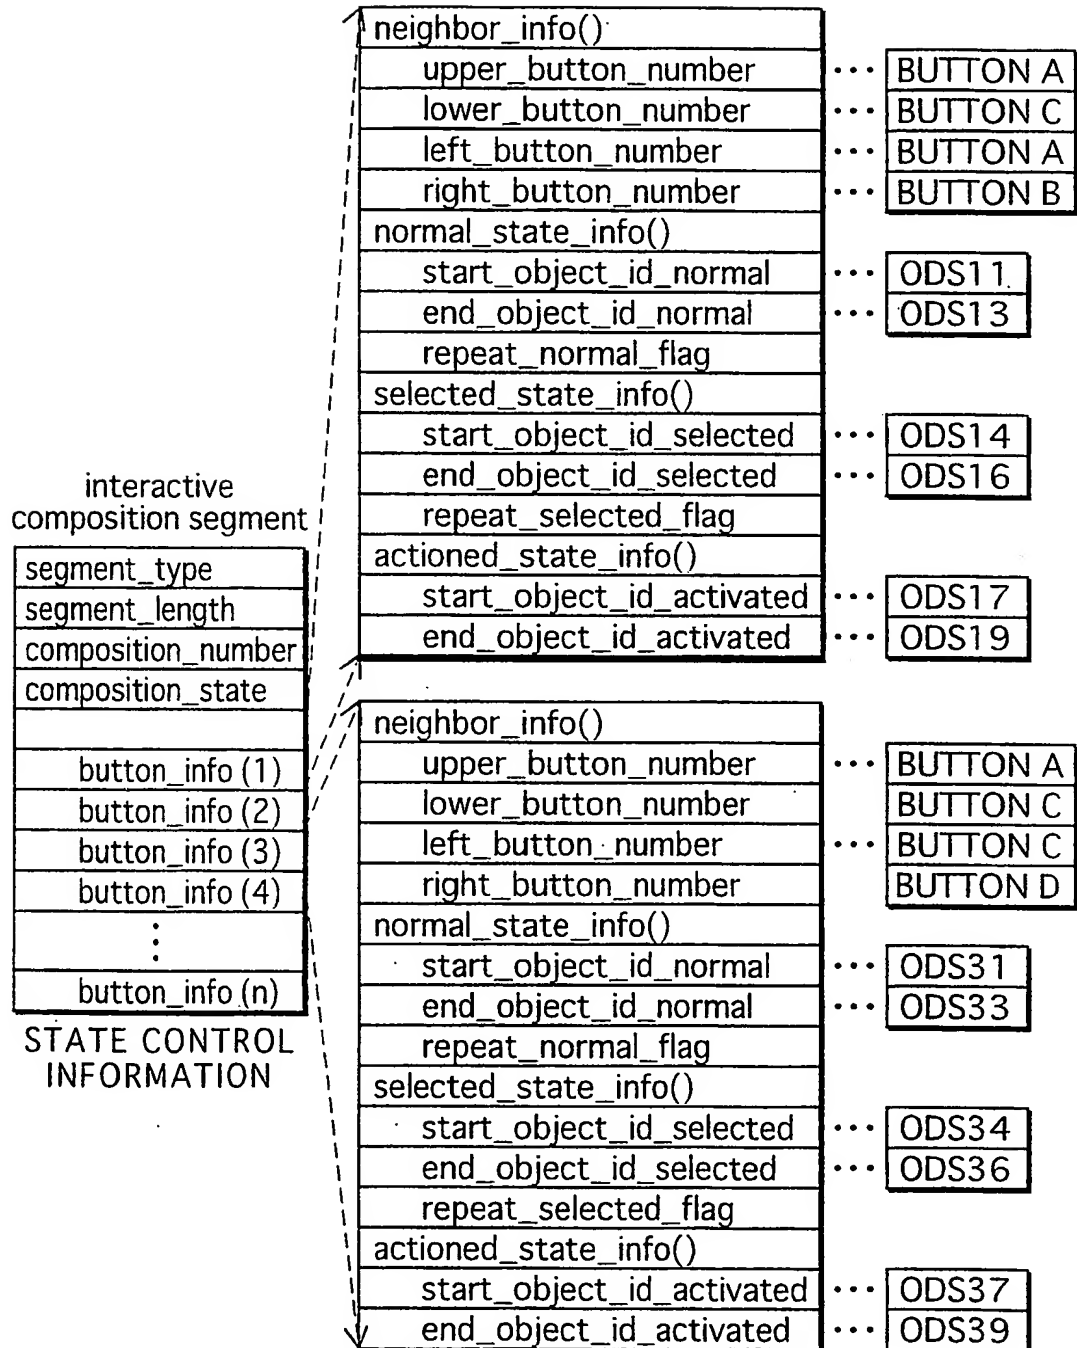 neighbor_info()
upper_button_number ... BUTTON A
lower_button_number ... BUTTON C
left_button_number ... BUTTON A
right_button_number ... BUTTON B
normal_state_info()
start_object_id_normal ... ODS11
end_object_id_normal ... ODS13
repeat_normal_flag
selected_state_info()
start_object_id_selected ... ODS14
end_object_id_selected ... ODS16
repeat_selected_flag
actioned_state_info()
start_object_id_activated ... ODS17
end_object_id_activated ... ODS19
interactive
composition segment
segment_type
segment_length
composition_number
composition_state
button_info (1)
button_info (2)
button_info (3)
button_info (4)
⋮
button_info (n)
STATE CONTROL
INFORMATION
neighbor_info()
upper_button_number ... BUTTON A
lower_button_number BUTTON C
left_button_number ... BUTTON C
right_button_number BUTTON D
normal_state_info()
start_object_id_normal ... ODS31
end_object_id_normal ... ODS33
repeat_normal_flag
selected_state_info()
start_object_id_selected ... ODS34
end_object_id_selected ... ODS36
repeat_selected_flag
actioned_state_info()
start_object_id_activated ... ODS37
end_object_id_activated ... ODS39